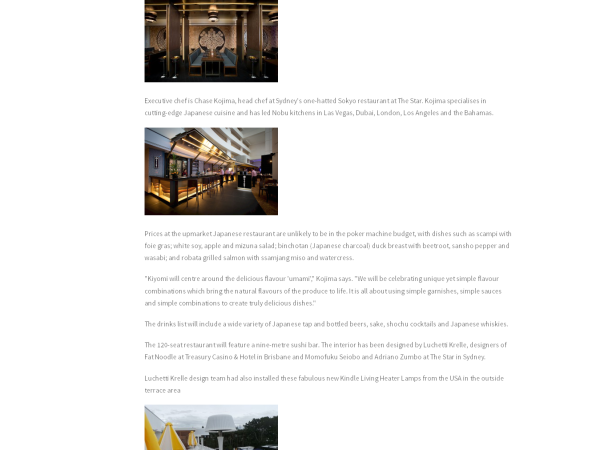 Executive chef is Chase Kojima, head chef at Sydney's one-hatted Sokyo restaurant at The Star. Kojima specialises in
cutting-edge Japanese cuisine and has led Nobu kitchens in Las Vegas, Dubai, London, Los Angeles and the Bahamas.
Prices at the upmarket Japanese restaurant are unlikely to be in the poker machine budget, with dishes such as scampi with
foie gras; white soy, apple and mizuna salad; binchotan (Japanese charcoal) duck breast with beetroot, sansho pepper and
wasabi; and robata grilled salmon with ssamjang miso and watercress.
"Kiyomi will centre around the delicious flavour 'umami'," Kojima says. "We will be celebrating unique yet simple flavour
combinations which bring the natural flavours of the produce to life. It is all about using simple garnishes, simple sauces
and simple combinations to create truly delicious dishes."
The drinks list will include a wide variety of Japanese tap and bottled beers, sake, shochu cocktails and Japanese whiskies.
The 120-seat restaurant will feature a nine-metre sushi bar. The interior has been designed by Luchetti Krelle, designers of
Fat Noodle at Treasury Casino & Hotel in Brisbane and Momofuku Seiobo and Adriano Zumbo at The Star in Sydney.
Luchetti Krelle design team had also installed these fabulous new Kindle Living Heater Lamps from the USA in the outside
terrace area